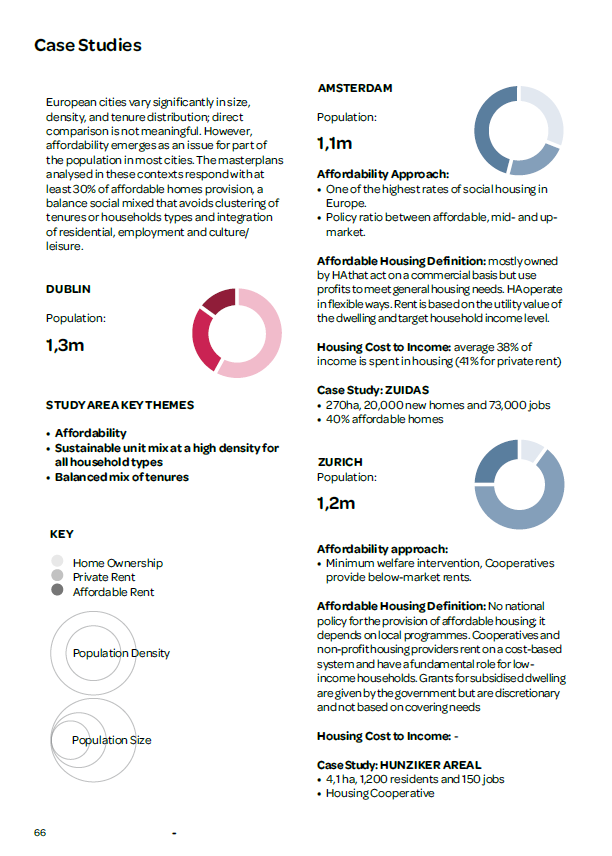 Case Studies
European cities vary significantly in size,
density, and tenure distribution; direct
comparison is not meaningful. However,
affordability emerges as an issue for part of
the population in most cities. The masterplans
analysed in these contexts respond with at
least 30% of affordable homes provision, a
balance social mixed that avoids clustering of
tenures or households types and integration
of residential, employment and culture/
leisure.
DUBLIN
Population:
1,3m
STUDY AREA KEY THEMES
• Affordability
• Sustainable unit mix at a high density for
all household types
• Balanced mix of tenures
KEY
Home Ownership
Private Rent
Affordable Rent
Population Density
Population Size
AMSTERDAM
Population:
1,1m
Affordability Approach:
• One of the highest rates of social housing in
Europe.
• Policy ratio between affordable, mid- and up-
market.
Affordable Housing Definition: mostly owned
by HA that act on a commercial basis but use
profits to meet general housing needs. HA operate
in flexible ways. Rent is based on the utility value of
the dwelling and target household income level.
Housing Cost to Income: average 38% of
income is spent in housing (41% for private rent)
Case Study: ZUIDAS
• 270ha, 20,000 new homes and 73,000 jobs
• 40% affordable homes
ZURICH
Population:
1,2m
Affordability approach:
• Minimum welfare intervention, Cooperatives
provide below-market rents.
Affordable Housing Definition: No national
policy for the provision of affordable housing; it
depends on local programmes. Cooperatives and
non-profit housing providers rent on a cost-based
system and have a fundamental role for low-
income households. Grants for subsidised dwelling
are given by the government but are discretionary
and not based on covering needs
Housing Cost to Income: -
Case Study: HUNZIKER AREAL
• 4,1 ha, 1,200 residents and 150 jobs
• Housing Cooperative
66
-